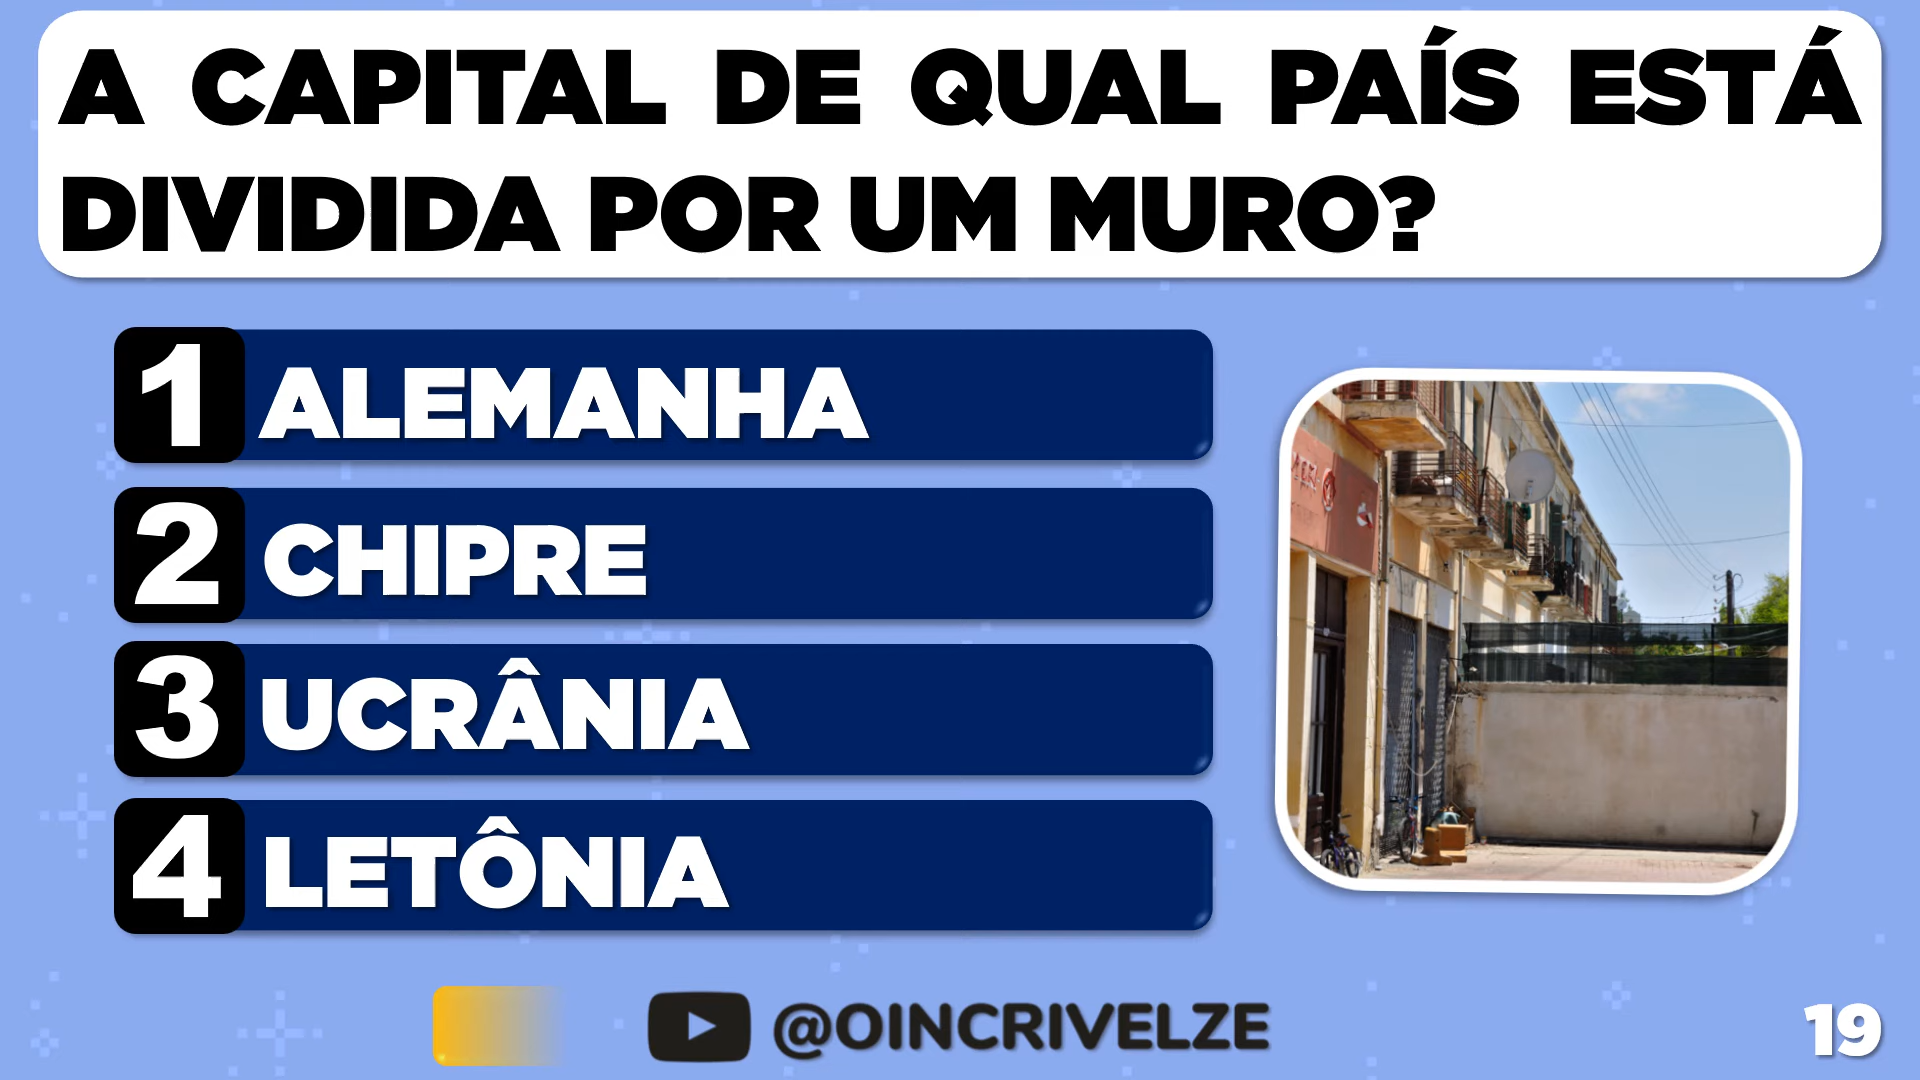 A CAPITAL DE QUAL PAÍS ESTÁ
DIVIDIDA POR UM MURO?
1 ALEMANHA
2 CHIPRE
3 UCRÂNIA
4 LETÔNIA
@OINCRIVELZE
19